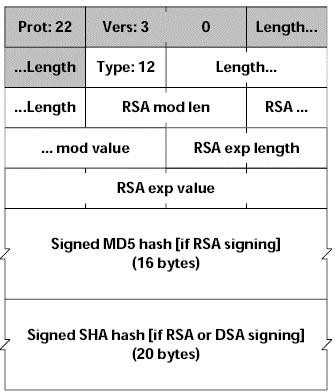 Prot: 22 Vers: 3 0 Length...
...Length Type: 12 Length...
...Length RSA mod len RSA ...
... mod value RSA exp length
RSA exp value
Signed MD5 hash [if RSA signing]
(16 bytes)
Signed SHA hash [if RSA or DSA signing]
(20 bytes)